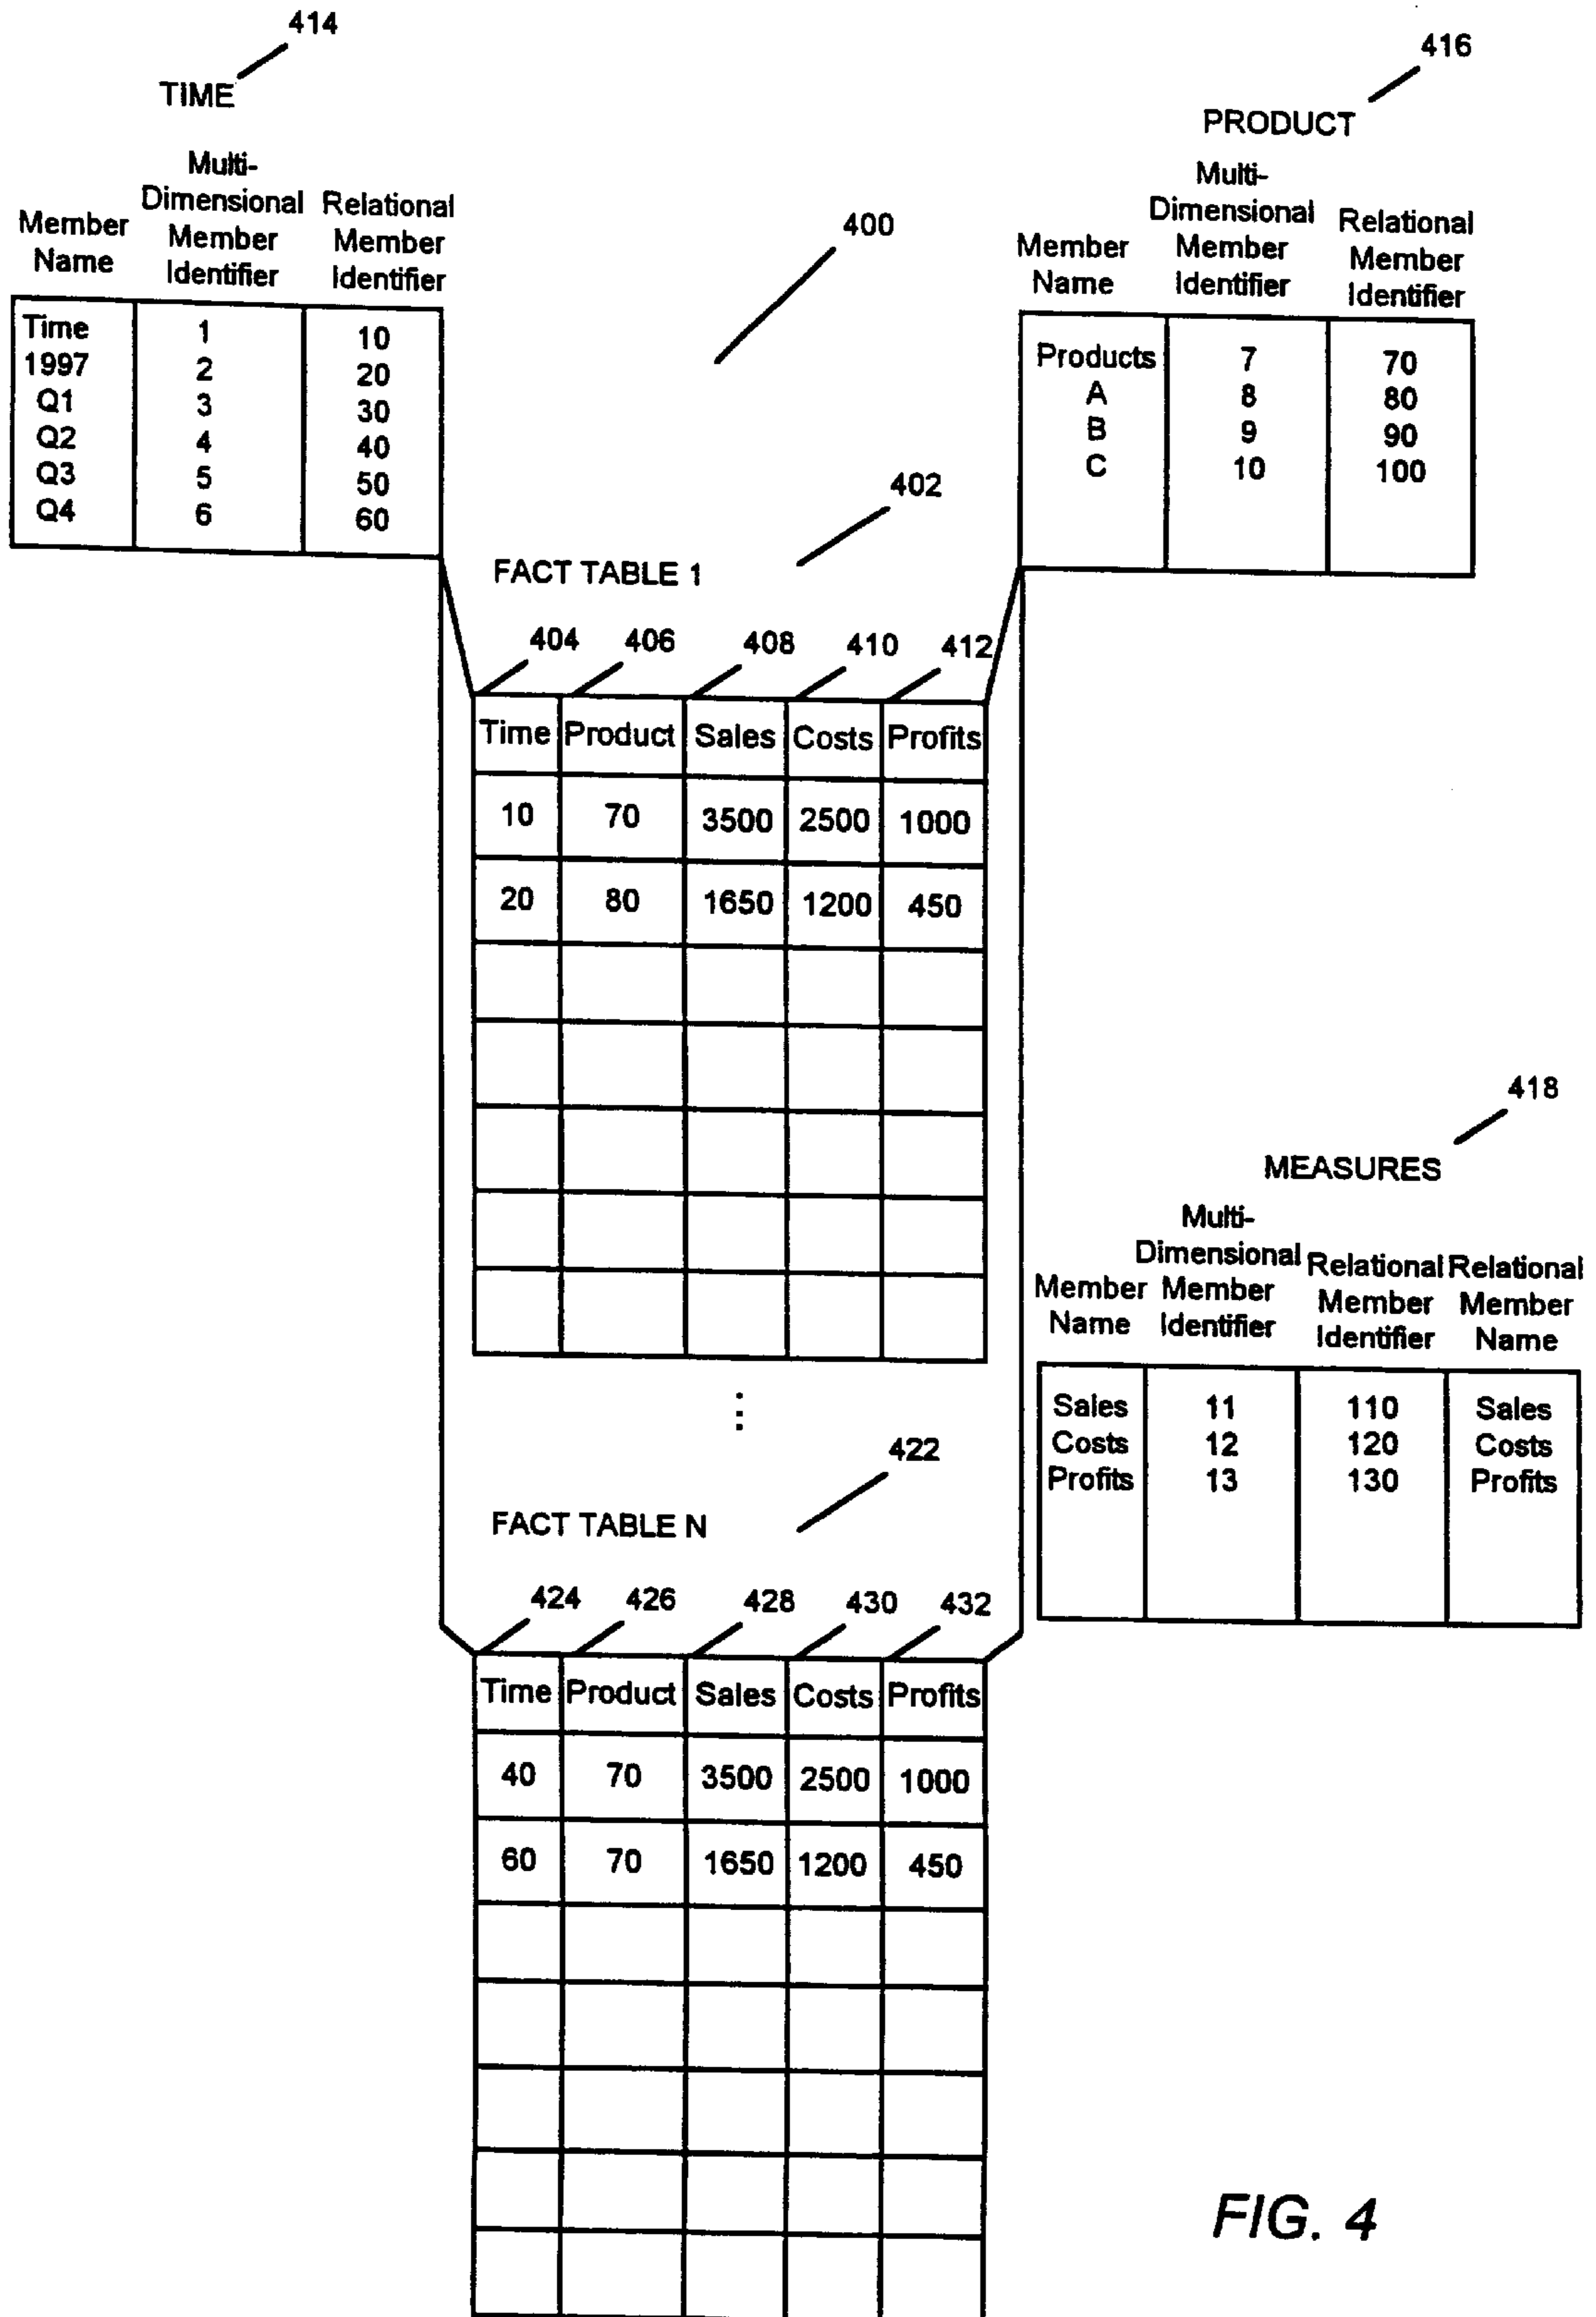 414
TIME
Multi-
Dimensional Relational
Member Member Member
Name Identifier Identifier
Time 1 10
1997 2 20
Q1 3 30
Q2 4 40
Q3 5 50
Q4 6 60
416
PRODUCT
Multi-
Dimensional Relational
Member Member Member
Name Identifier Identifier
Products 7 70
A 8 80
B 9 90
C 10 100
400
402
FACT TABLE 1
404 406 408 410 412
Time Product Sales Costs Profits
10 70 3500 2500 1000
20 80 1650 1200 450
⋮
418
MEASURES
Multi-
Dimensional Relational Relational
Member Member Member Member
Name Identifier Identifier Name
Sales 11 110 Sales
Costs 12 120 Costs
Profits 13 130 Profits
422
FACT TABLE N
424 426 428 430 432
Time Product Sales Costs Profits
40 70 3500 2500 1000
60 70 1650 1200 450
FIG. 4